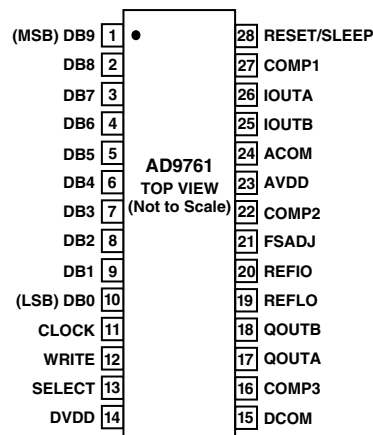 (MSB) DB9 1 28 RESET/SLEEP
DB8 2 27 COMP1
DB7 3 26 IOUTA
DB6 4 25 IOUTB
DB5 5 24 ACOM
AD9761
DB4 6 TOP VIEW 23 AVDD
DB3 7 (Not to Scale) 22 COMP2
DB2 8 21 FSADJ
DB1 9 20 REFIO
(LSB) DB0 10 19 REFLO
CLOCK 11 18 QOUTB
WRITE 12 17 QOUTA
SELECT 13 16 COMP3
DVDD 14 15 DCOM